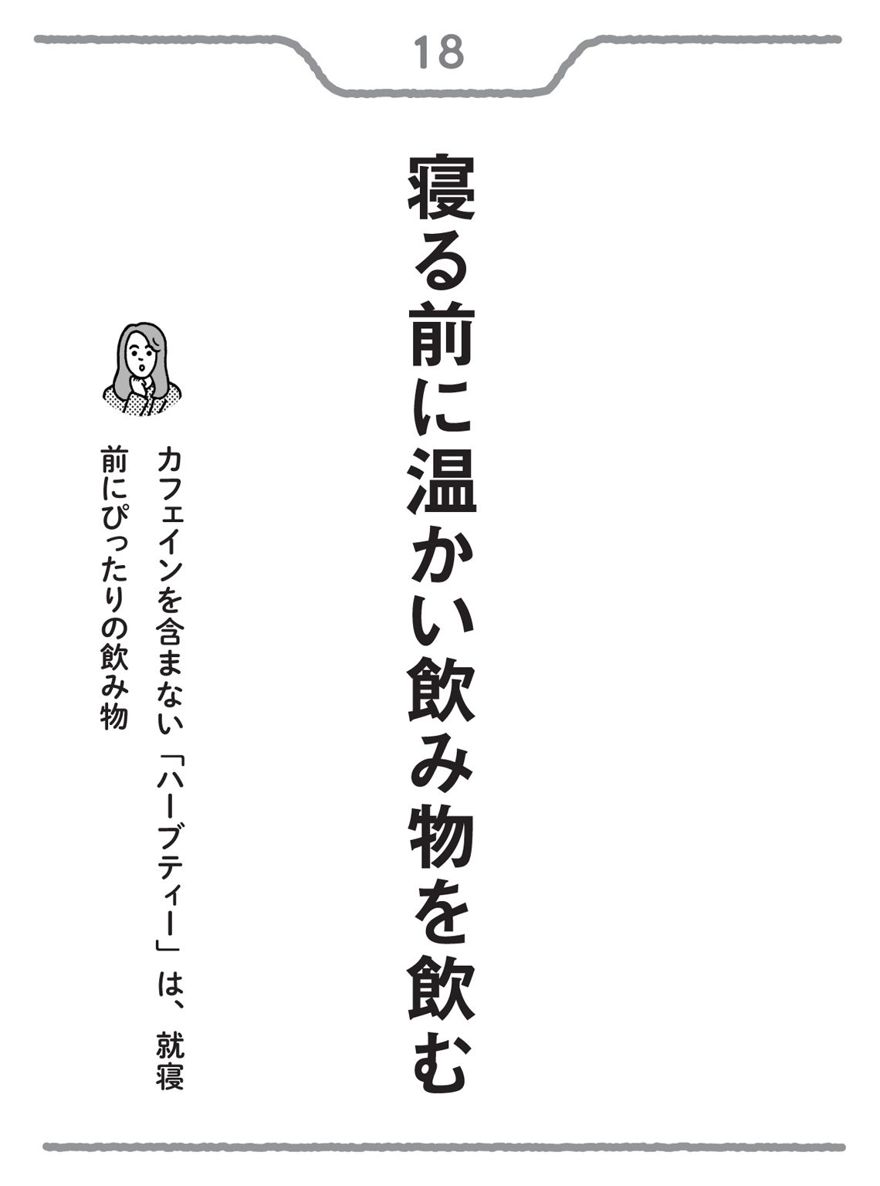 18
寝る前に温かい飲み物を飲む
カフェインを含まない「ハーブティー」は、就寝
前にぴったりの飲み物